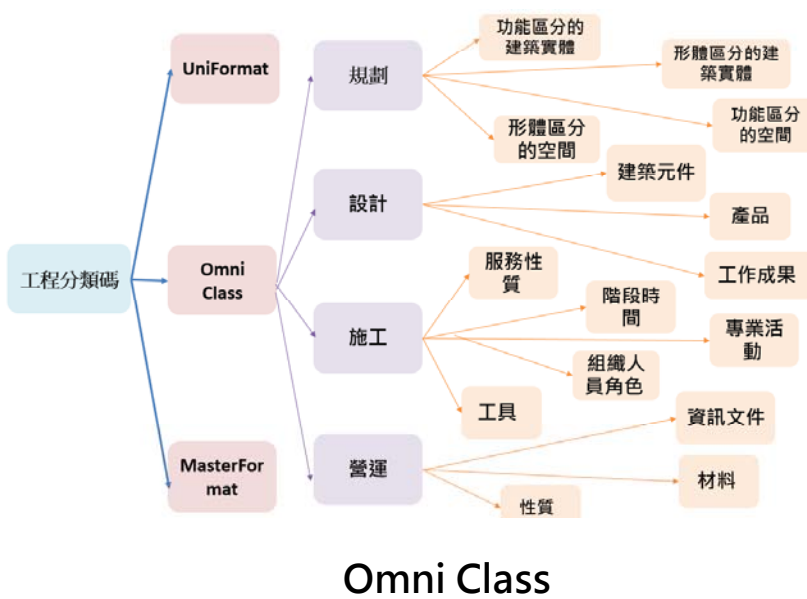 功能區分的
建築實體
UniFormat
規劃
形體區分的建
築實體
功能區分
的空間
形體區分
的空間
建築元件
設計
產品
工程分類碼
Omni
Class
服務性
質
工作成果
階段時
間
施工
專業活
動
組織人
員角色
工具
資訊文件
MasterFor
mat
營運
材料
性質
Omni Class